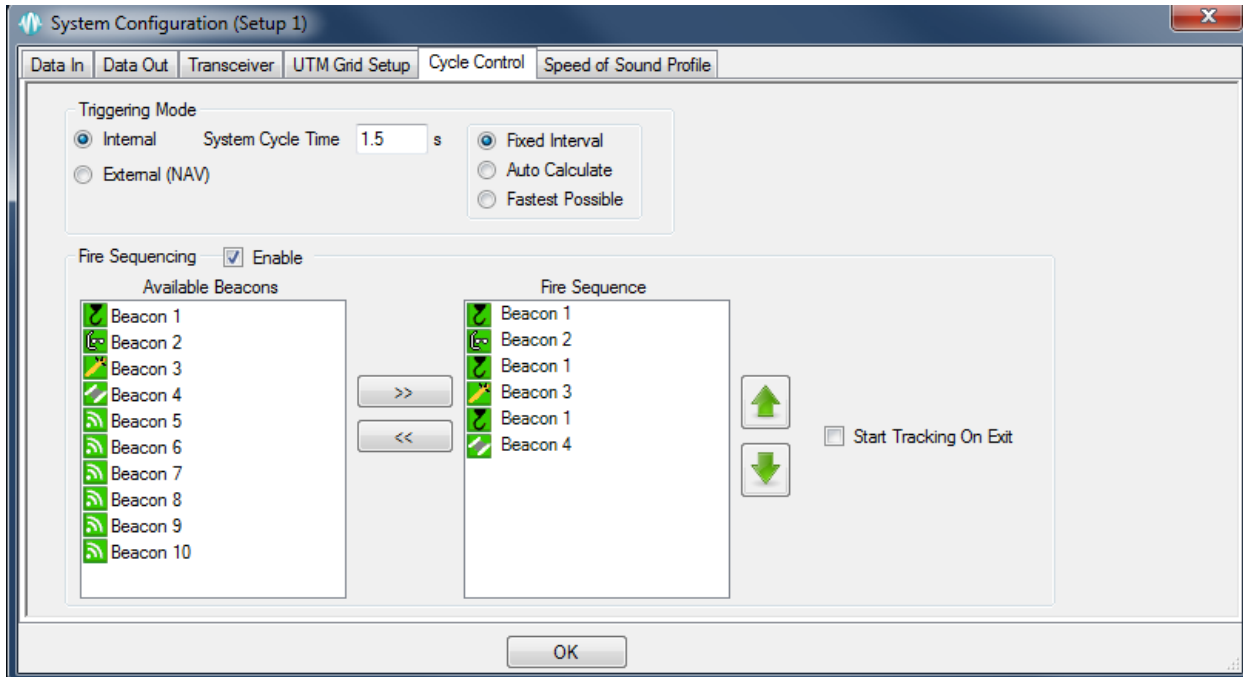 System Configuration (Setup 1)
Data In Data Out Transceiver UTM Grid Setup Cycle Control Speed of Sound Profile
Triggering Mode
Internal System Cycle Time 1.5 s Fixed Interval
Auto Calculate
External (NAV)
Fastest Possible
Fire Sequencing Enable
Available Beacons Fire Sequence
Beacon 1 Beacon 1
Beacon 2 Beacon 2
Beacon 3 Beacon 1
Beacon 4 Beacon 3
Beacon 5 Beacon 1
Beacon 6 Beacon 4
Beacon 7
Beacon 8
Beacon 9
Beacon 10
>>
<<
Start Tracking On Exit
OK